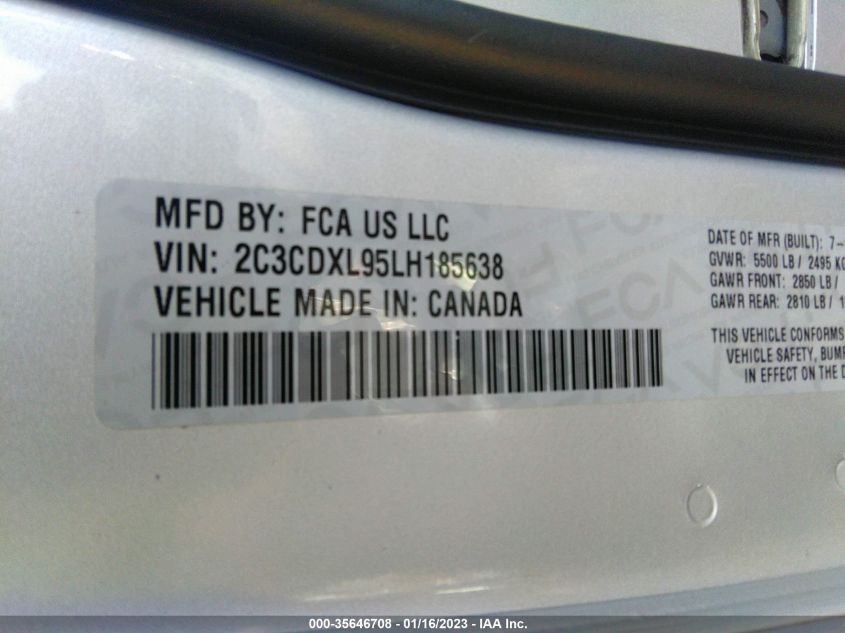 MFD BY: FCA US LLC
VIN: 2C3CDXL95LH185638
VEHICLE MADE IN: CANADA
DATE OF MFR (BUILT): 7-
GVWR: 5500 LB / 2495 KG
GAWR FRONT: 2850 LB /
GAWR REAR: 2810 LB / 1
THIS VEHICLE CONFORMS
VEHICLE SAFETY, BUMP
IN EFFECT ON THE D
000-35646708 - 01/16/2023 - IAA Inc.